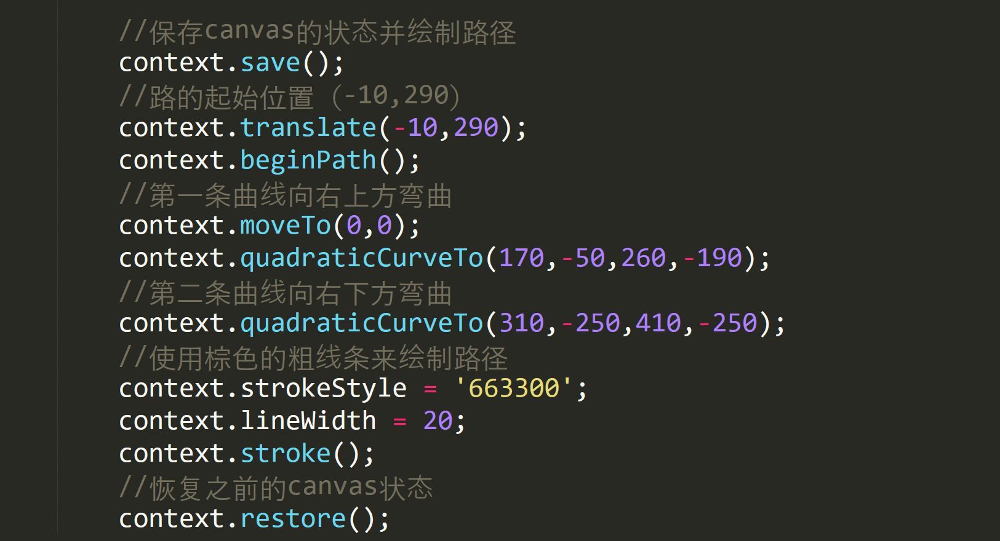 //保存canvas的状态并绘制路径
context.save();
//路的起始位置（-10,290）
context.translate(-10,290);
context.beginPath();
//第一条曲线向右上方弯曲
context.moveTo(0,0);
context.quadraticCurveTo(170,-50,260,-190);
//第二条曲线向右下方弯曲
context.quadraticCurveTo(310,-250,410,-250);
//使用棕色的粗线条来绘制路径
context.strokeStyle = '663300';
context.lineWidth = 20;
context.stroke();
//恢复之前的canvas状态
context.restore();